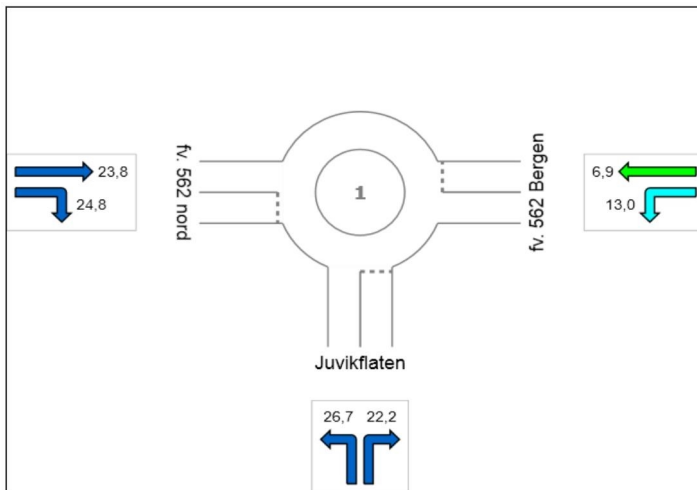 fv. 562 nord
23,8
24,8
1
fv. 562 Bergen
6,9
13,0
Juvikflaten
26,7 22,2